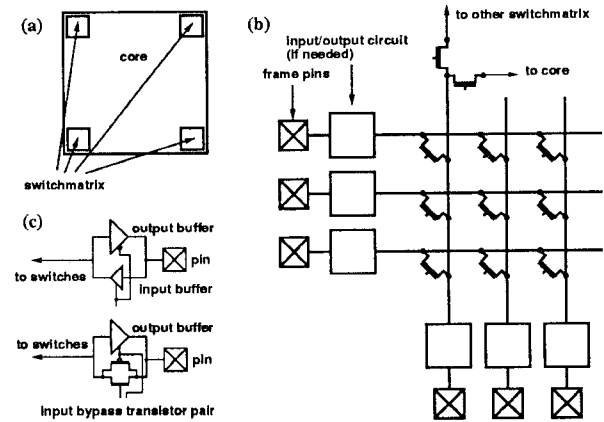 (a)
core
switchmatrix
(b)
to other switchmatrix
input/output circuit
(if needed)
to core
frame pins
(c)
output buffer
pin
to switches
input buffer
output buffer
to switches
pin
input bypass transistor pair